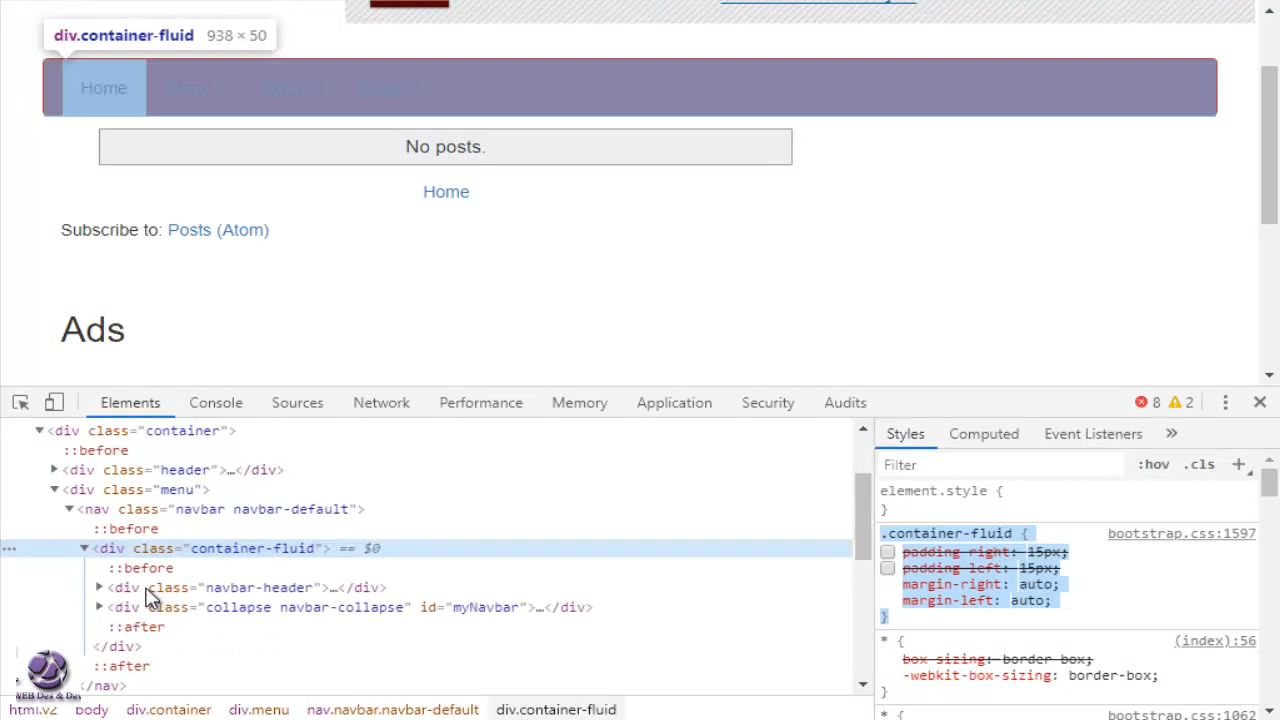 div.container-fluid 938 × 50
Home
No posts.
Home
Subscribe to: Posts (Atom)
Ads
Elements Console Sources Network Performance Memory Application Security Audits 8 2
▼<div class="container">
::before
▶<div class="header">…</div>
▼<div class="menu">
▼<nav class="navbar navbar-default">
::before
… ▼<div class="container-fluid"> == $0
::before
▶<div class="navbar-header">…</div>
▶<div class="collapse navbar-collapse" id="myNavbar">…</div>
::after
</div>
::after
</nav>
WEB Des & Dev
html.v2 body div.container div.menu nav.navbar.navbar-default div.container-fluid
Styles Computed Event Listeners »
Filter :hov .cls +
element.style {
}
.container-fluid { bootstrap.css:1597
padding-right: 15px;
padding-left: 15px;
margin-right: auto;
margin-left: auto;
}
* { (index):56
box-sizing: border-box;
-webkit-box-sizing: border-box;
}
* { bootstrap.css:1062